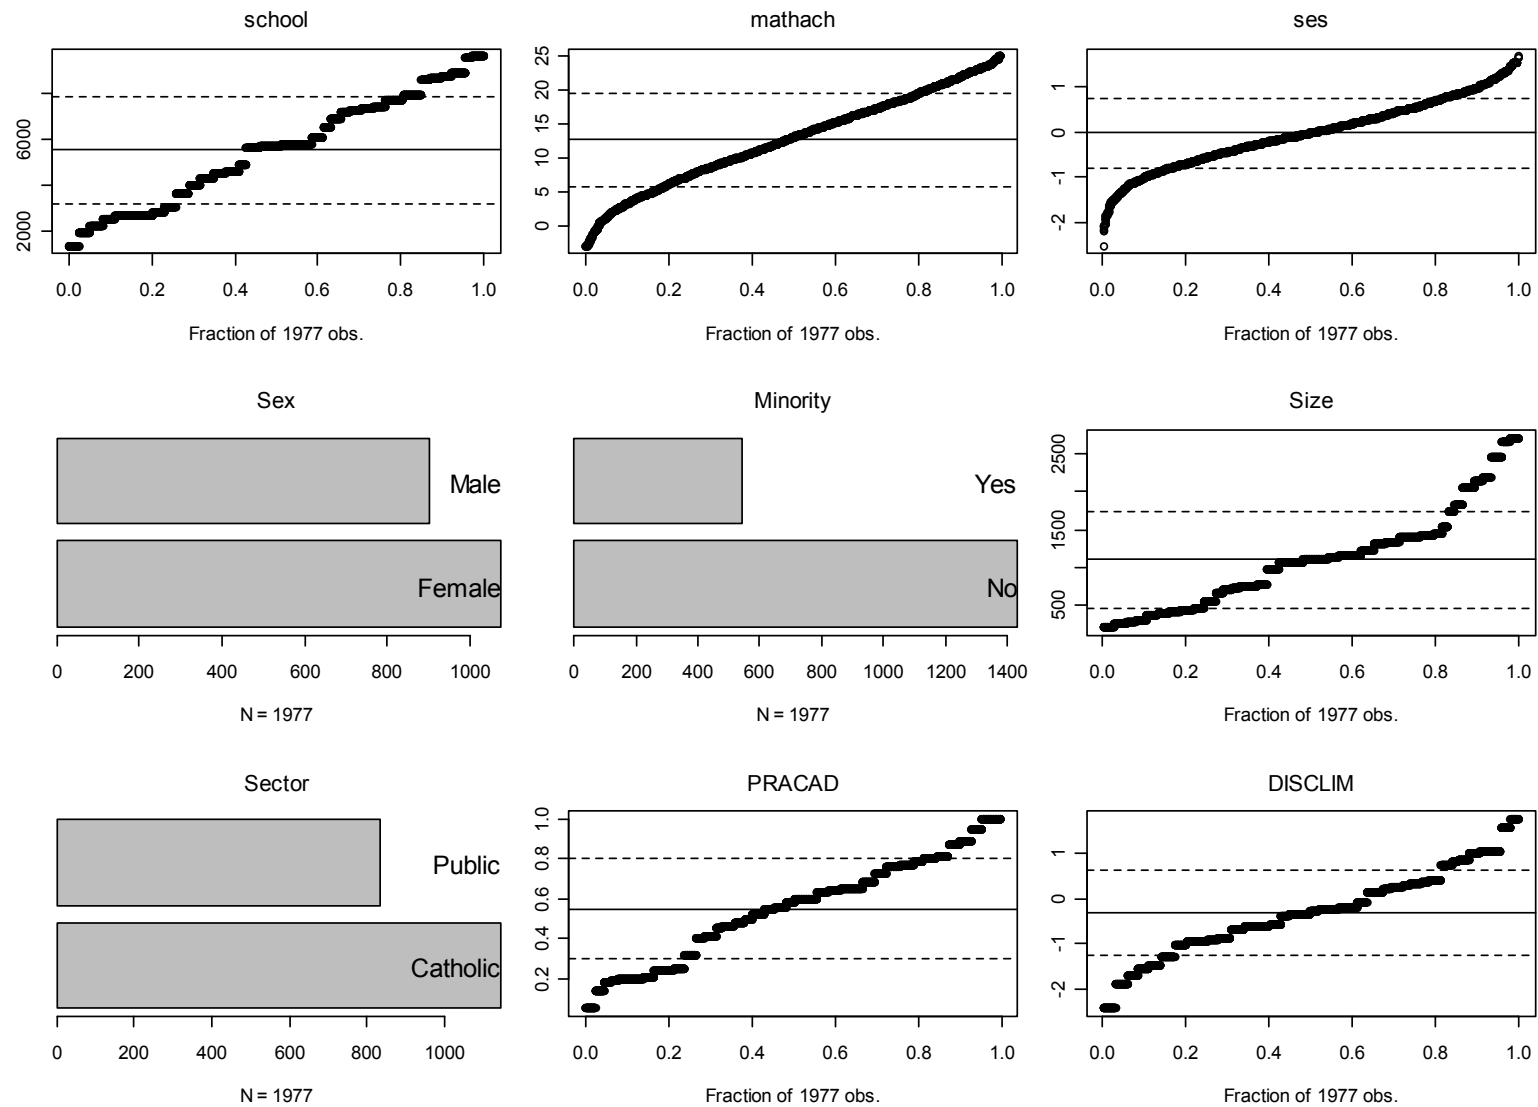 school
2000 6000
0.0 0.2 0.4 0.6 0.8 1.0
Fraction of 1977 obs.
mathach
0 5 10 15 20 25
0.0 0.2 0.4 0.6 0.8 1.0
Fraction of 1977 obs.
ses
-2 -1 0 1
0.0 0.2 0.4 0.6 0.8 1.0
Fraction of 1977 obs.
Sex
Male
Female
0 200 400 600 800 1000
N = 1977
Minority
Yes
No
0 200 400 600 800 1000 1200 1400
N = 1977
Size
500 1500 2500
0.0 0.2 0.4 0.6 0.8 1.0
Fraction of 1977 obs.
Sector
Public
Catholic
0 200 400 600 800 1000
N = 1977
PRACAD
0.2 0.4 0.6 0.8 1.0
0.0 0.2 0.4 0.6 0.8 1.0
Fraction of 1977 obs.
DISCLIM
-2 -1 0 1
0.0 0.2 0.4 0.6 0.8 1.0
Fraction of 1977 obs.